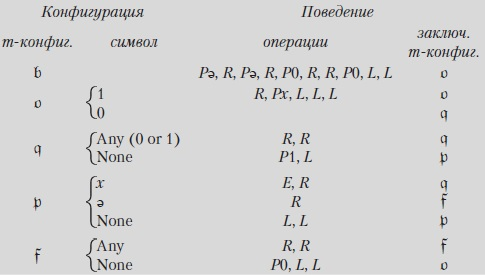 Конфигурация Поведение
т-конфиг. символ операции заключ. т-конфиг.
𝔟 Pə, R, Pə, R, P0, R, R, P0, L, L 𝔬
𝔬 1 R, Px, L, L, L 𝔬
0 𝔮
𝔮 Any (0 or 1) R, R 𝔮
None P1, L 𝔭
x E, R 𝔮
𝔭 ə R 𝔣
None L, L 𝔭
𝔣 Any R, R 𝔣
None P0, L, L 𝔬